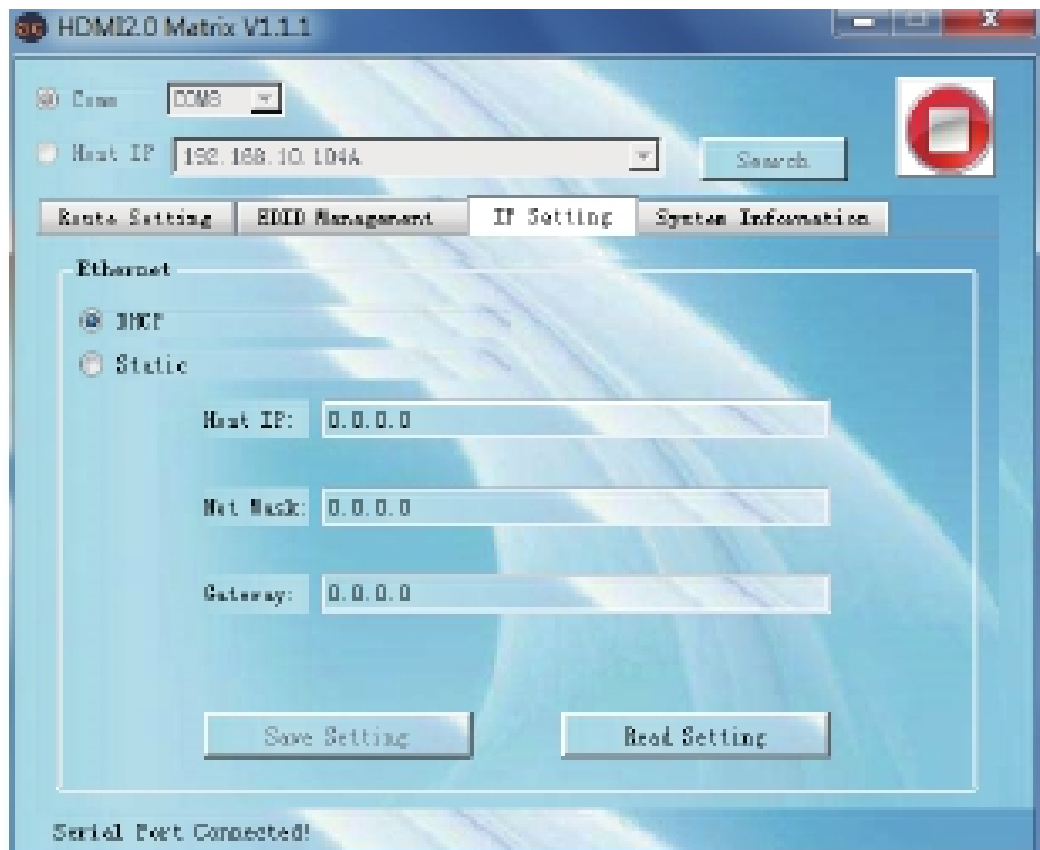 HDMI2.0 Matrix V1.1.1
Comm
Host IP 192.168.10.104A Search
Route Setting EDID Management IP Setting System Information
Ethernet
DHCP
Static
Host IP: 0.0.0.0
Net Mask: 0.0.0.0
Gateway: 0.0.0.0
Save Setting Read Setting
Serial Port Connected!